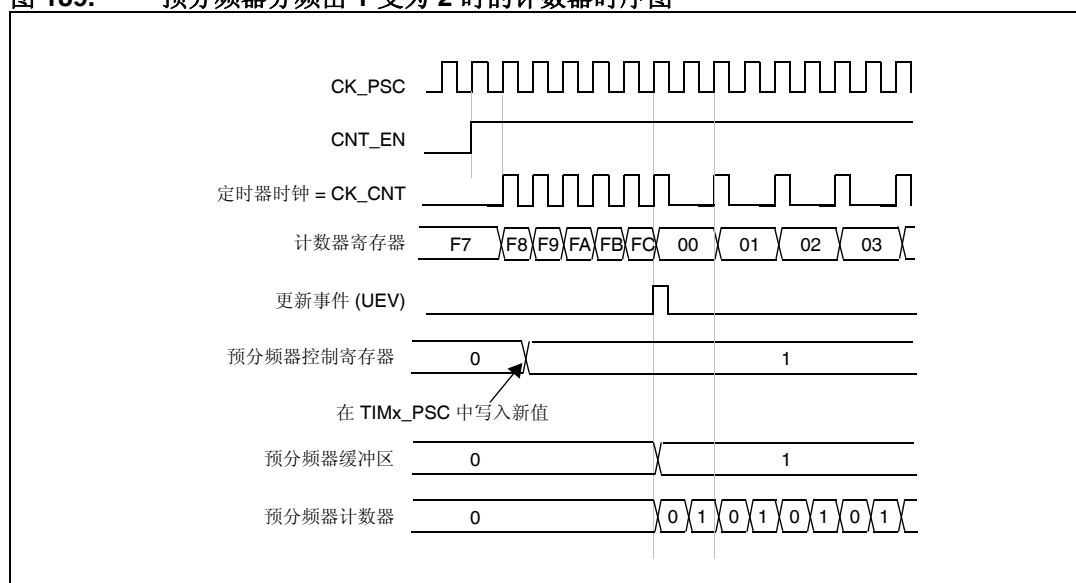 图 189. 预分频器分频由 1 变为 2 时的计数器时序图
CK_PSC
CNT_EN
定时器时钟 = CK_CNT
计数器寄存器 F7 F8 F9 FA FB FC 00 01 02 03
更新事件 (UEV)
预分频器控制寄存器 0 1
在 TIMx_PSC 中写入新值
预分频器缓冲区 0 1
预分频器计数器 0 0 1 0 1 0 1 0 1